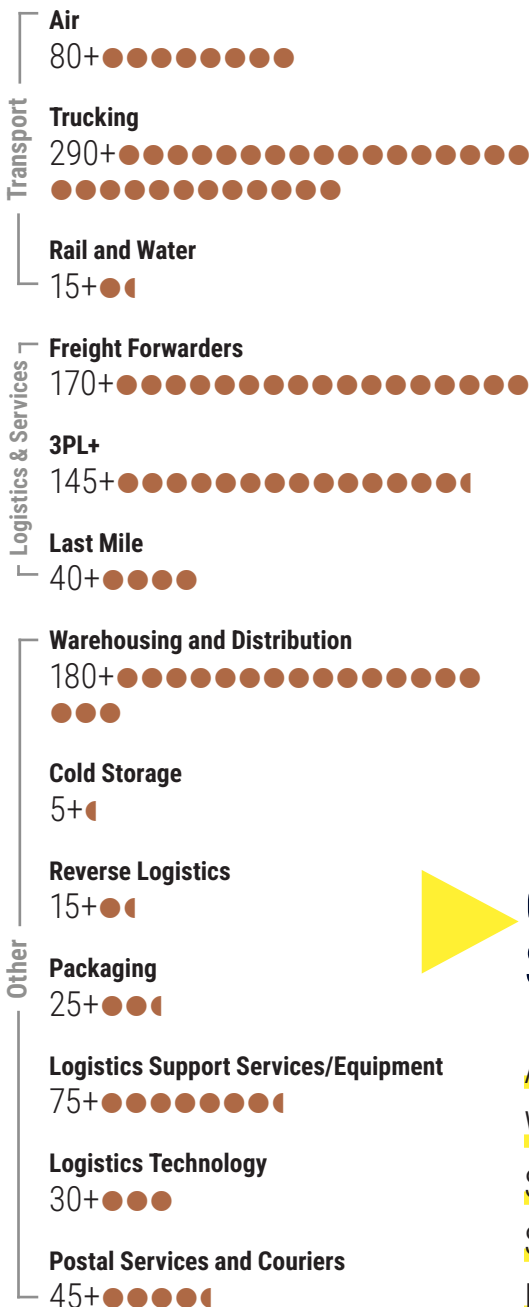 Transport
Air
80+
Trucking
290+
Rail and Water
15+
Logistics & Services
Freight Forwarders
170+
3PL+
145+
Last Mile
40+
Other
Warehousing and Distribution
180+
Cold Storage
5+
Reverse Logistics
15+
Packaging
25+
Logistics Support Services/Equipment
75+
Logistics Technology
30+
Postal Services and Couriers
45+